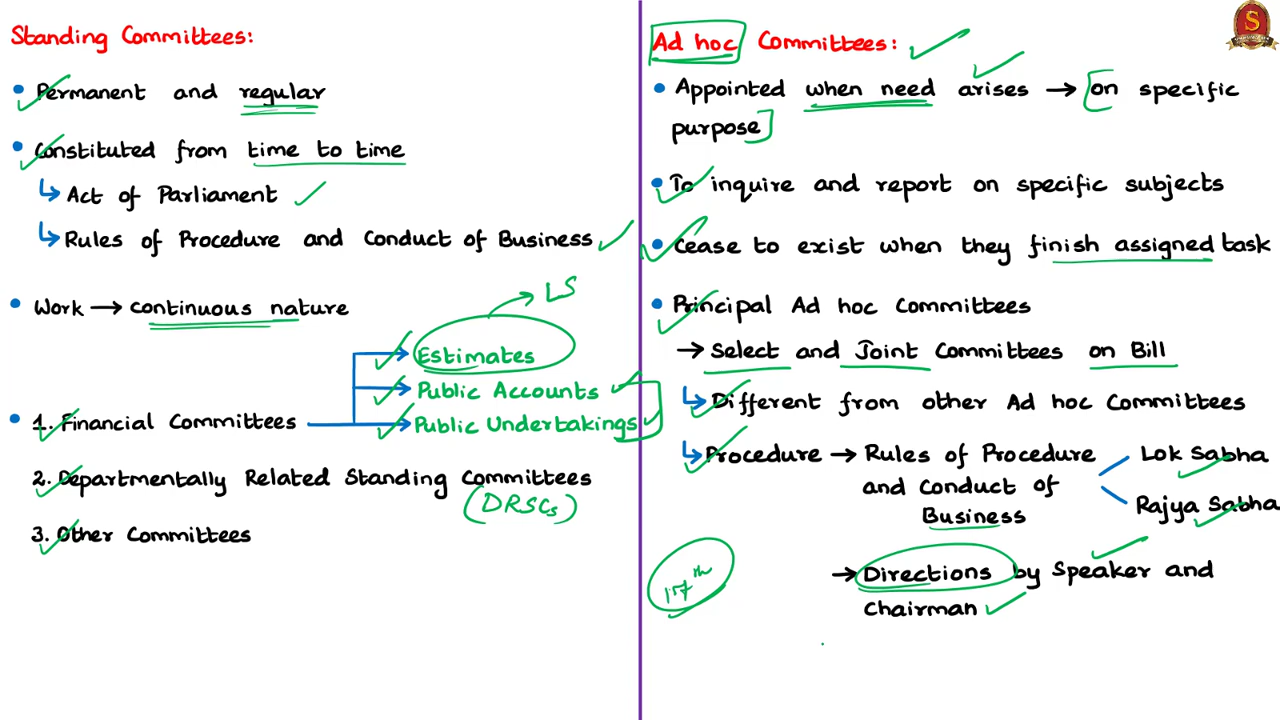 Standing Committees:
• Permanent and regular
• Constituted from time to time
↳ Act of Parliament
↳ Rules of Procedure and Conduct of Business
• Work → continuous nature
LS
Estimates
Public Accounts
• 1. Financial Committees
Public Undertakings
2. Departmentally Related Standing Committees
(DRSCs)
3. Other Committees
Ad hoc Committees:
• Appointed when need arises → [on specific
purpose]
• To inquire and report on specific subjects
• Cease to exist when they finish assigned task
• Principal Ad hoc Committees
→ Select and Joint Committees on Bill
↳ Different from other Ad hoc Committees
↳ Procedure → Rules of Procedure
and Conduct of
Business
Lok Sabha
Rajya Sabha
→ Directions by Speaker and
Chairman
S